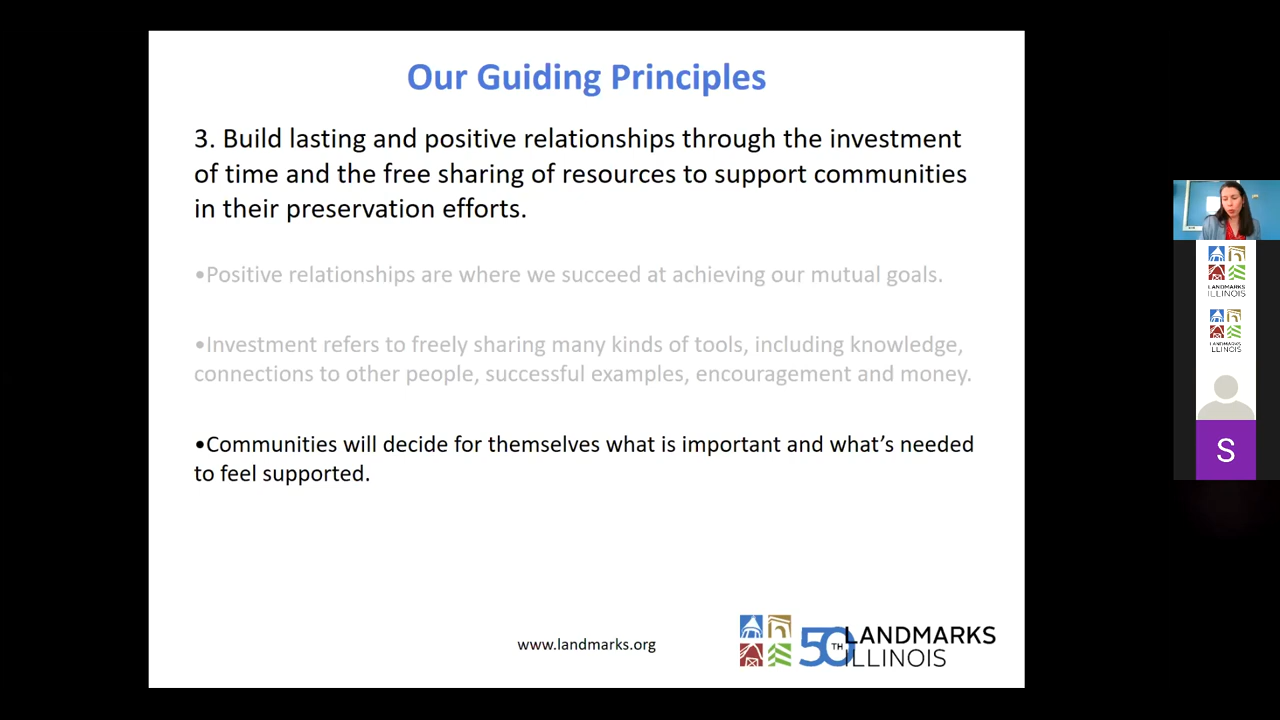 Our Guiding Principles
3. Build lasting and positive relationships through the investment
of time and the free sharing of resources to support communities
in their preservation efforts.
•Positive relationships are where we succeed at achieving our mutual goals.
•Investment refers to freely sharing many kinds of tools, including knowledge,
connections to other people, successful examples, encouragement and money.
•Communities will decide for themselves what is important and what’s needed
to feel supported.
www.landmarks.org
50TH LANDMARKS
ILLINOIS
LANDMARKS
ILLINOIS
LANDMARKS
ILLINOIS
S